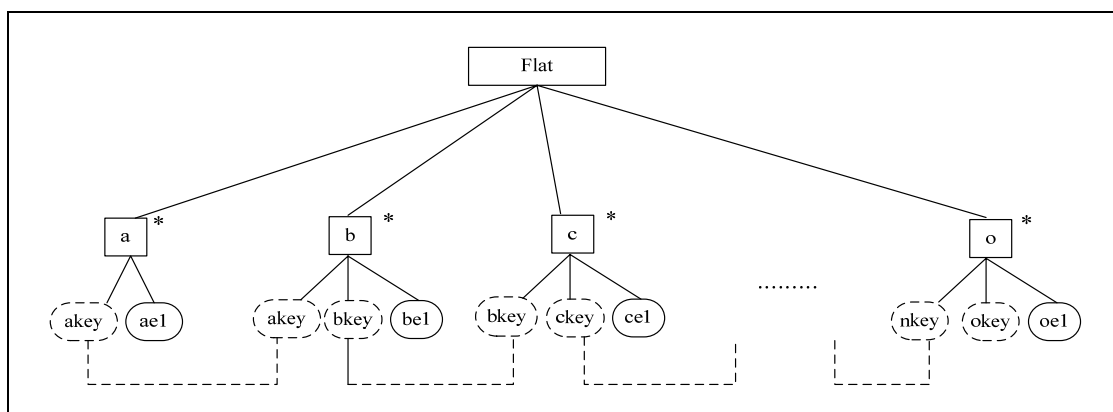 Flat
a * b * c * o *
.........
akey ae1 akey bkey be1 bkey ckey ce1 nkey okey oe1